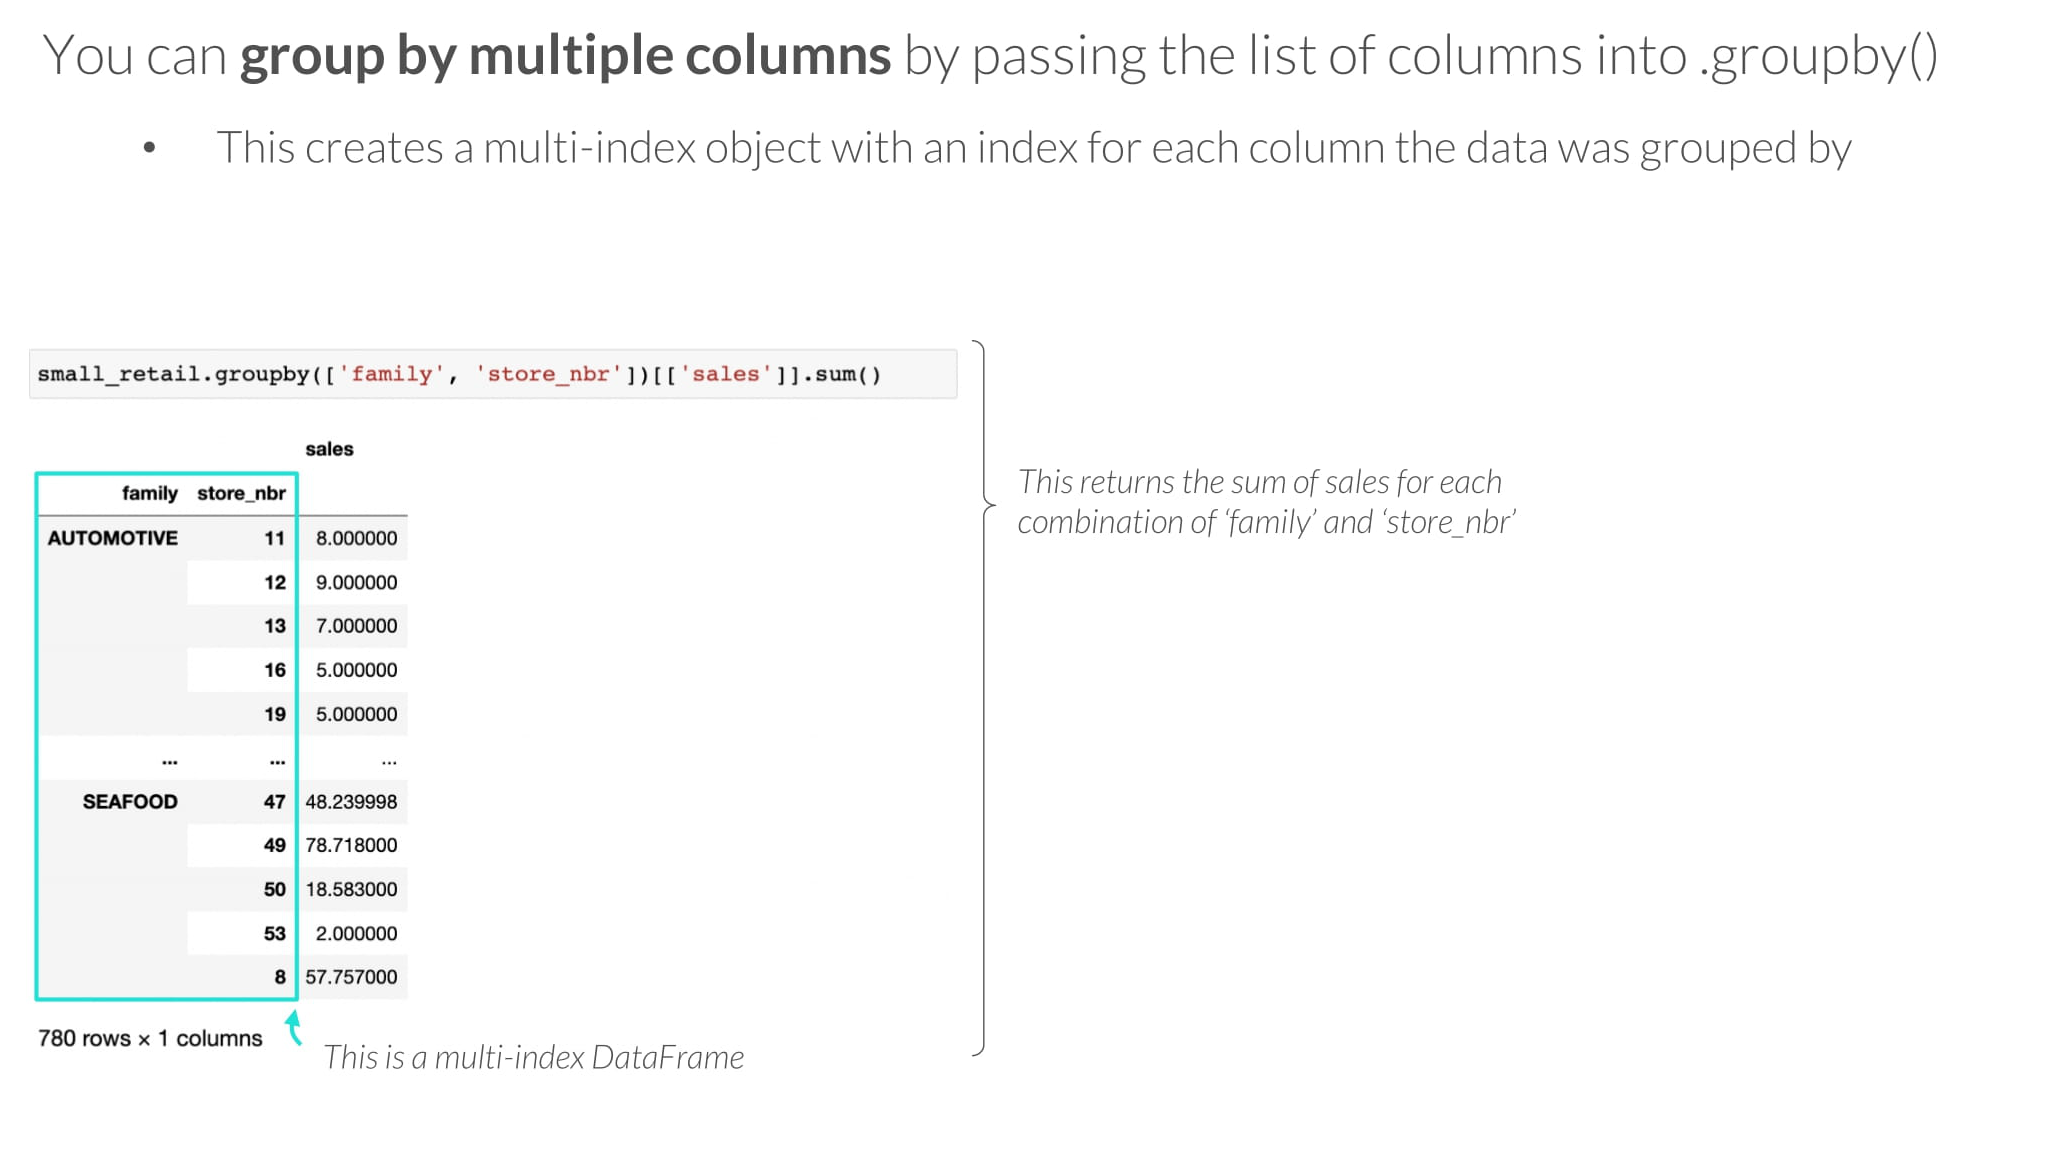 You can group by multiple columns by passing the list of columns into .groupby()
• This creates a multi-index object with an index for each column the data was grouped by
small_retail.groupby(['family', 'store_nbr'])[['sales']].sum()
sales
family store_nbr
AUTOMOTIVE 11 8.000000
12 9.000000
13 7.000000
16 5.000000
19 5.000000
... ... ...
SEAFOOD 47 48.239998
49 78.718000
50 18.583000
53 2.000000
8 57.757000
780 rows × 1 columns
This is a multi-index DataFrame
This returns the sum of sales for each
combination of ‘family’ and ‘store_nbr’